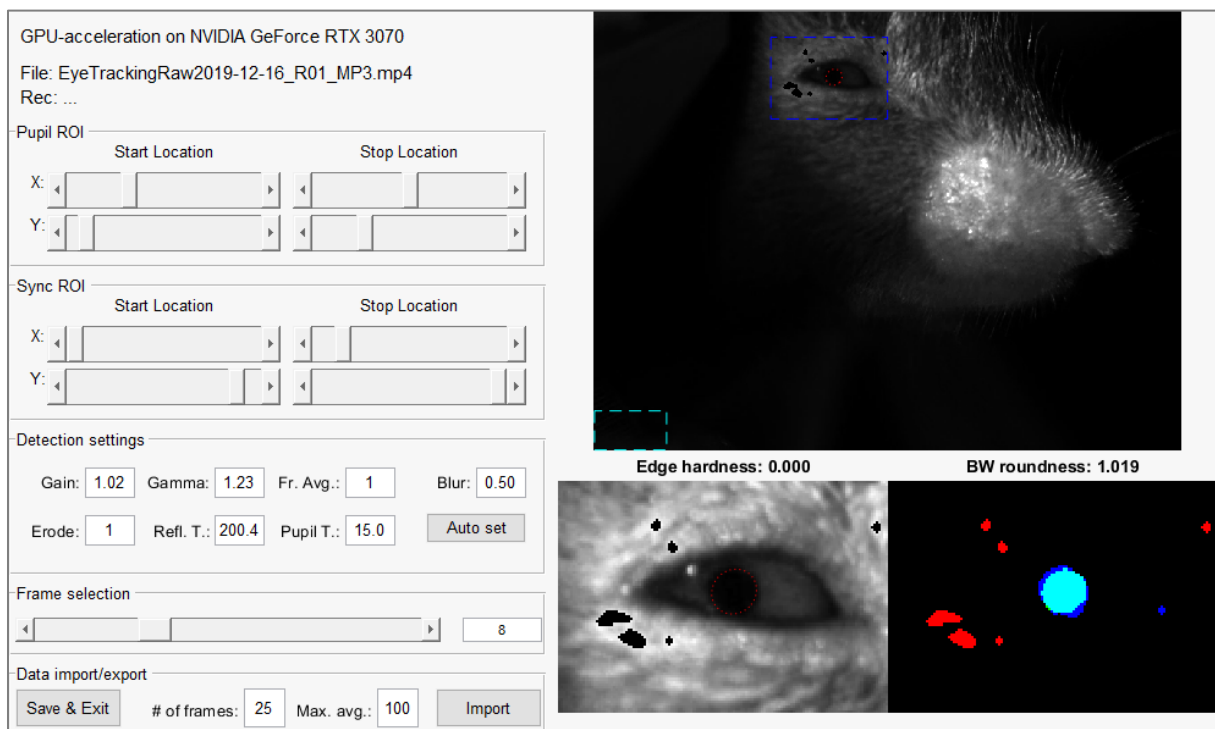 GPU-acceleration on NVIDIA GeForce RTX 3070
File: EyeTrackingRaw2019-12-16_R01_MP3.mp4
Rec: ...
Pupil ROI
Start Location Stop Location
X:
Y:
Sync ROI
Start Location Stop Location
X:
Y:
Detection settings
Gain: 1.02 Gamma: 1.23 Fr. Avg.: 1 Blur: 0.50
Erode: 1 Refl. T.: 200.4 Pupil T.: 15.0 Auto set
Frame selection
8
Data import/export
Save & Exit # of frames: 25 Max. avg.: 100 Import
Edge hardness: 0.000 BW roundness: 1.019